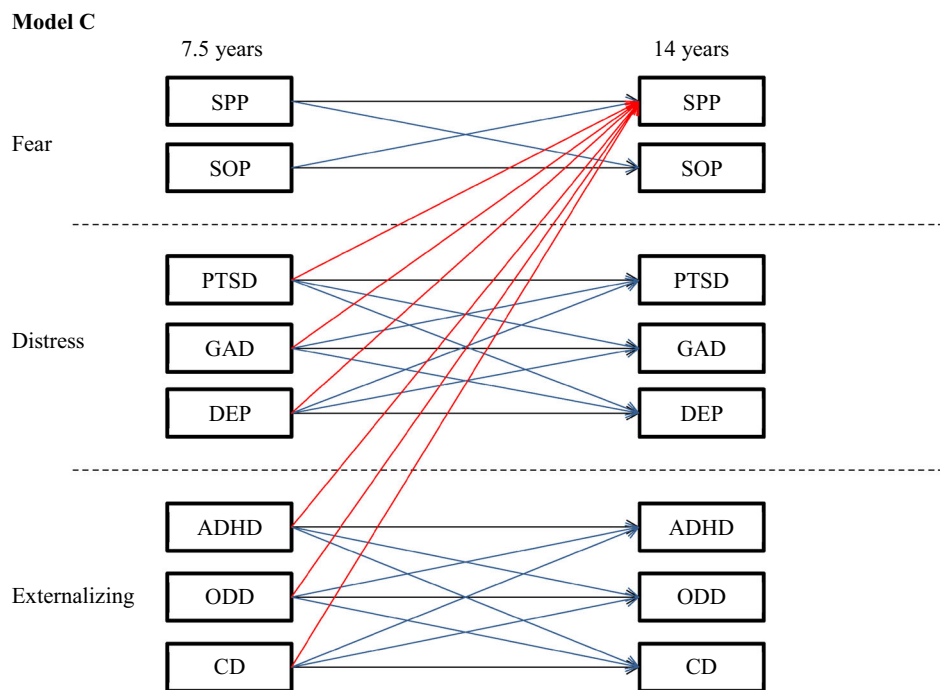 Model C
7.5 years 14 years
SPP SPP
Fear
SOP SOP
PTSD PTSD
Distress GAD GAD
DEP DEP
ADHD ADHD
Externalizing ODD ODD
CD CD